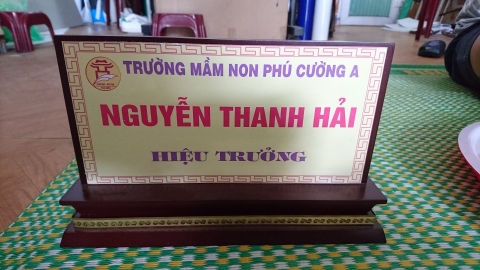 TRƯỜNG MẦM NON PHÚ CƯỜNG A
NGUYỄN THANH HẢI
HIỆU TRƯỞNG